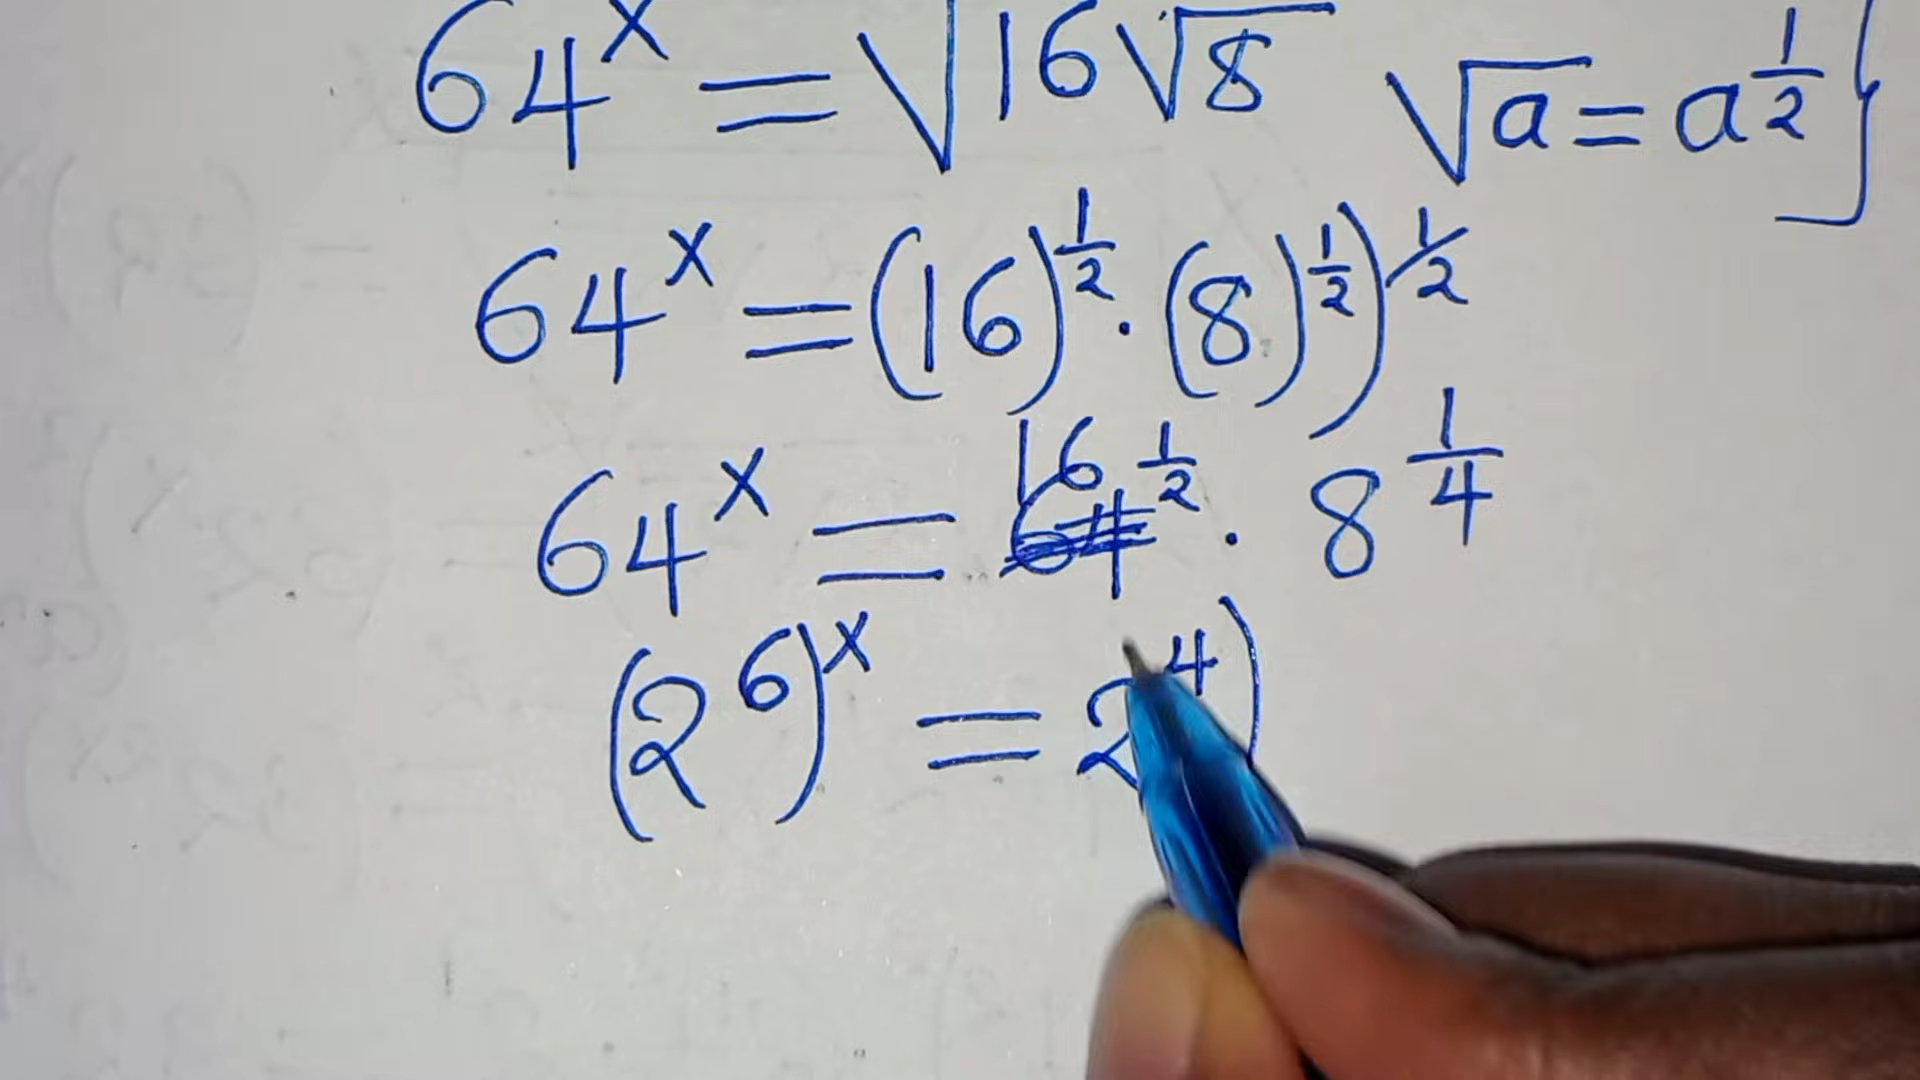 64^x = √(16√8)  √a = a^(1/2) }
64^x = (16)^(1/2) · (8)^(1/2))^(1/2)
64^x = 16^(1/2) · 8^(1/4)
(2^6)^x = 2^4)